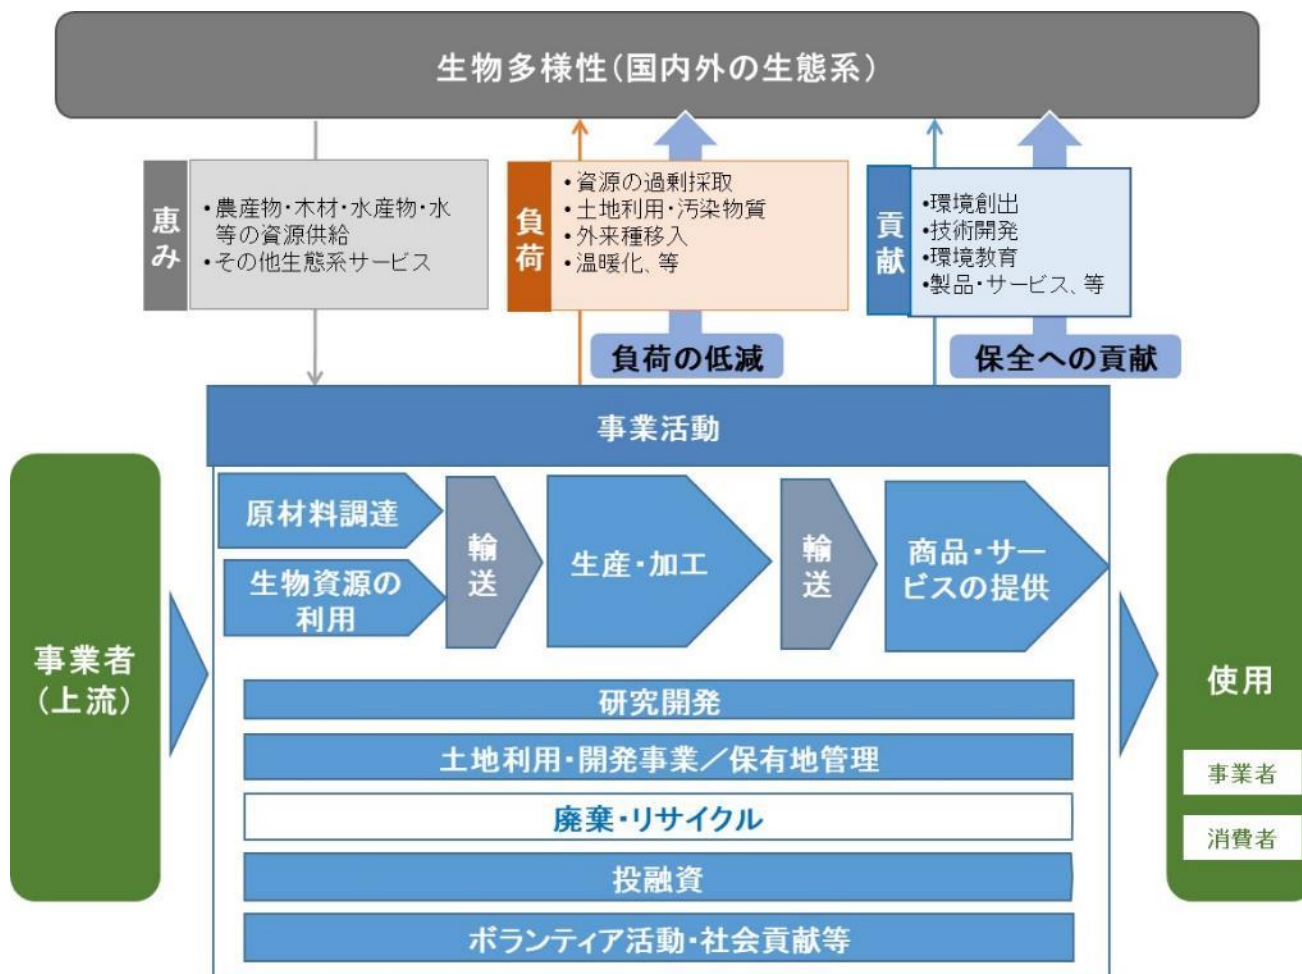 生物多様性(国内外の生態系)
恵み
•農産物・木材・水産物・水
等の資源供給
•その他生態系サービス
負荷
•資源の過剰採取
•土地利用・汚染物質
•外来種移入
•温暖化、等
貢献
•環境創出
•技術開発
•環境教育
•製品・サービス、等
負荷の低減
保全への貢献
事業活動
事業者
(上流)
原材料調達
生物資源の
利用
輸送
生産・加工
輸送
商品・サー
ビスの提供
研究開発
土地利用・開発事業／保有地管理
廃棄・リサイクル
投融資
ボランティア活動・社会貢献等
使用
事業者
消費者